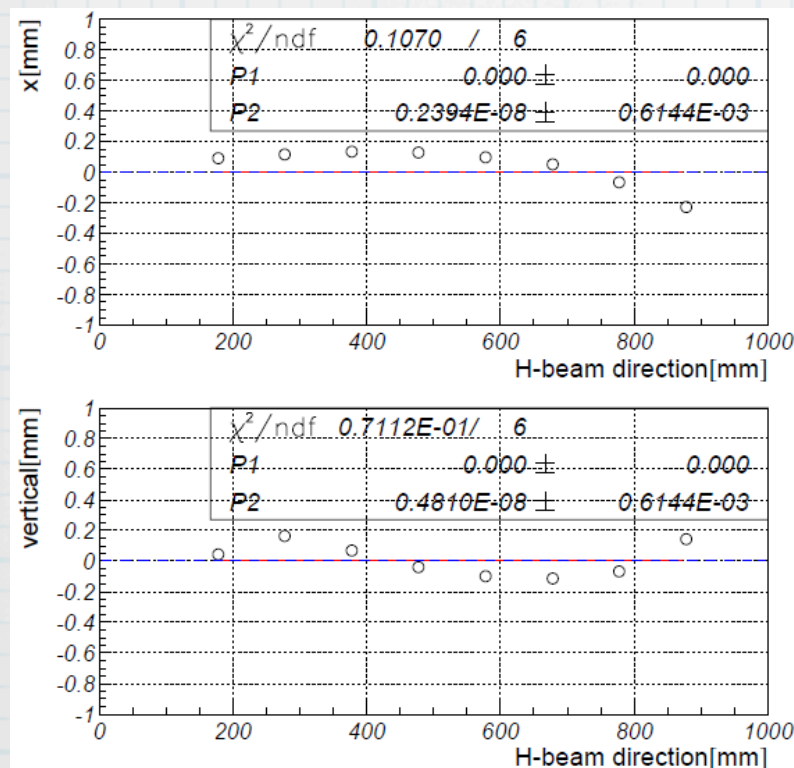 x[mm]
1
0.8
0.6
0.4
0.2
0
-0.2
-0.4
-0.6
-0.8
-1
χ²/ndf 0.1070 / 6
P1 0.000 ± 0.000
P2 0.2394E-08 ± 0.6144E-03
0 200 400 600 800 1000
H-beam direction[mm]
vertical[mm]
1
0.8
0.6
0.4
0.2
0
-0.2
-0.4
-0.6
-0.8
-1
χ²/ndf 0.7112E-01/ 6
P1 0.000 ± 0.000
P2 0.4810E-08 ± 0.6144E-03
0 200 400 600 800 1000
H-beam direction[mm]